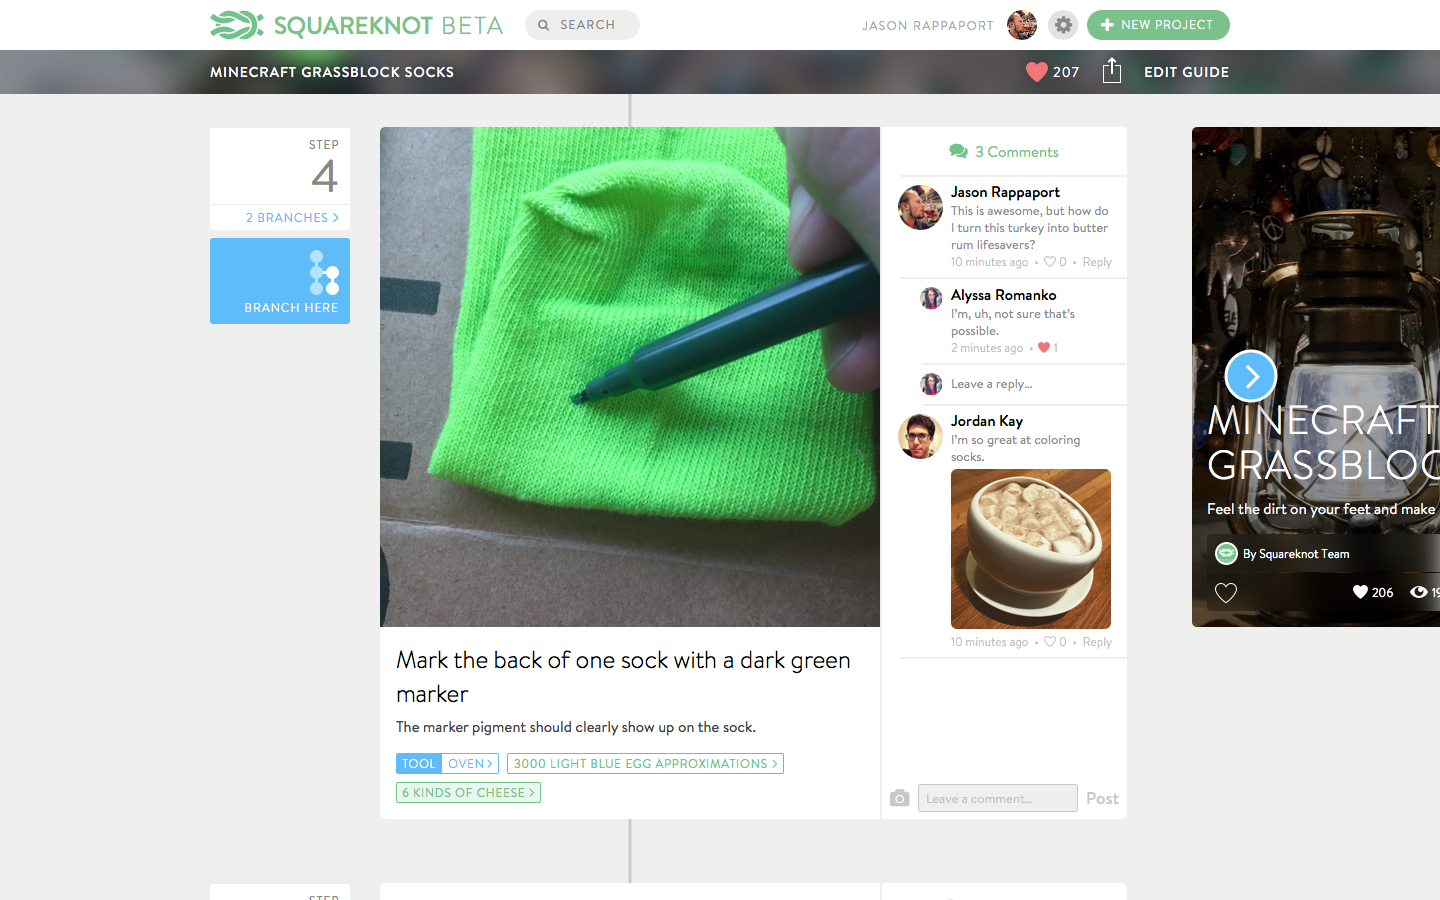 SQUAREKNOT BETA
SEARCH
JASON RAPPAPORT
NEW PROJECT
MINECRAFT GRASSBLOCK SOCKS
207
EDIT GUIDE
STEP
4
2 BRANCHES >
BRANCH HERE
3 Comments
Jason Rappaport
This is awesome, but how do
I turn this turkey into butter
rum lifesavers?
10 minutes ago • 0 • Reply
Alyssa Romanko
I'm, uh, not sure that's
possible.
2 minutes ago • 1
Leave a reply...
Jordan Kay
I'm so great at coloring
socks.
10 minutes ago • 0 • Reply
Leave a comment...
Post
Mark the back of one sock with a dark green
marker
The marker pigment should clearly show up on the sock.
TOOL OVEN >
3000 LIGHT BLUE EGG APPROXIMATIONS >
6 KINDS OF CHEESE >
MINECRAFT
GRASSBLOC
Feel the dirt on your feet and make
By Squareknot Team
206
19
STEP